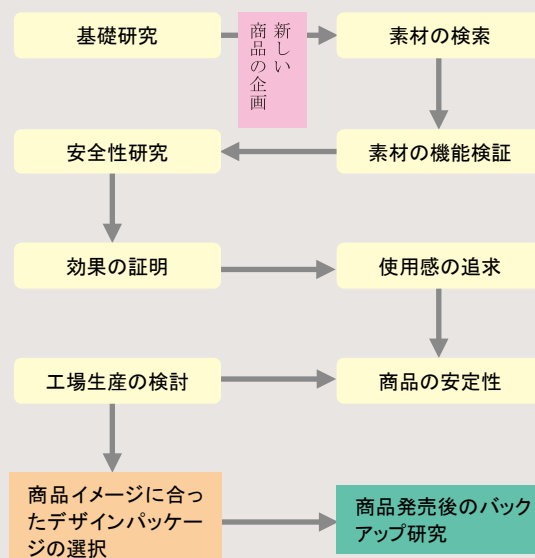 基礎研究
新しい
商品の企画
素材の検索
安全性研究
素材の機能検証
効果の証明
使用感の追求
工場生産の検討
商品の安定性
商品イメージに合っ
たデザインパッケー
ジの選択
商品発売後のバック
アップ研究